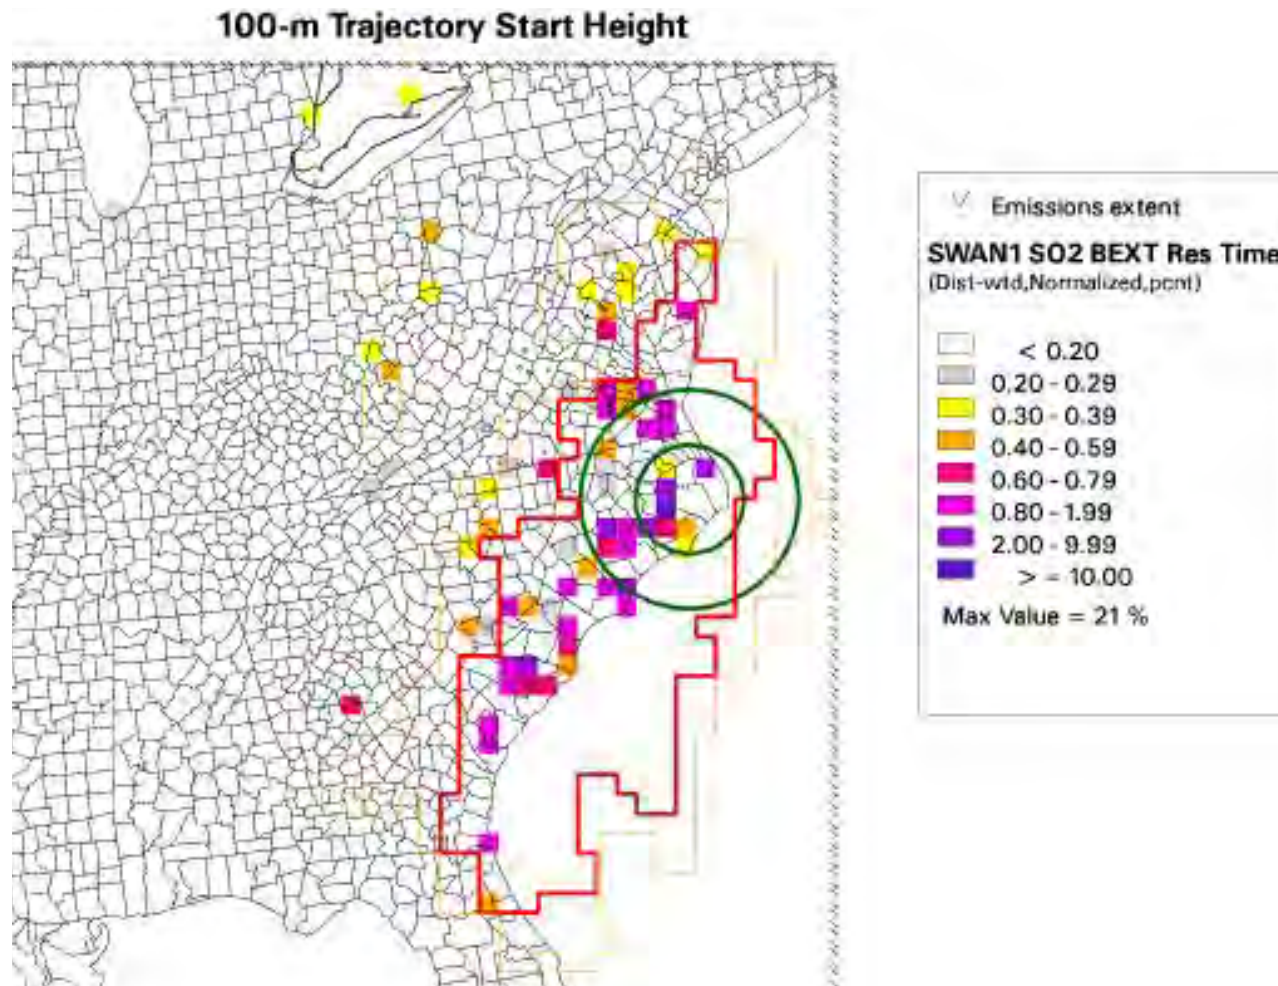 100-m Trajectory Start Height
Emissions extent
SWAN1 SO2 BEXT Res Time
(Dist-wtd,Normalized,pcnt)
< 0.20
0.20 - 0.29
0.30 - 0.39
0.40 - 0.59
0.60 - 0.79
0.80 - 1.99
2.00 - 9.99
> = 10.00
Max Value = 21 %